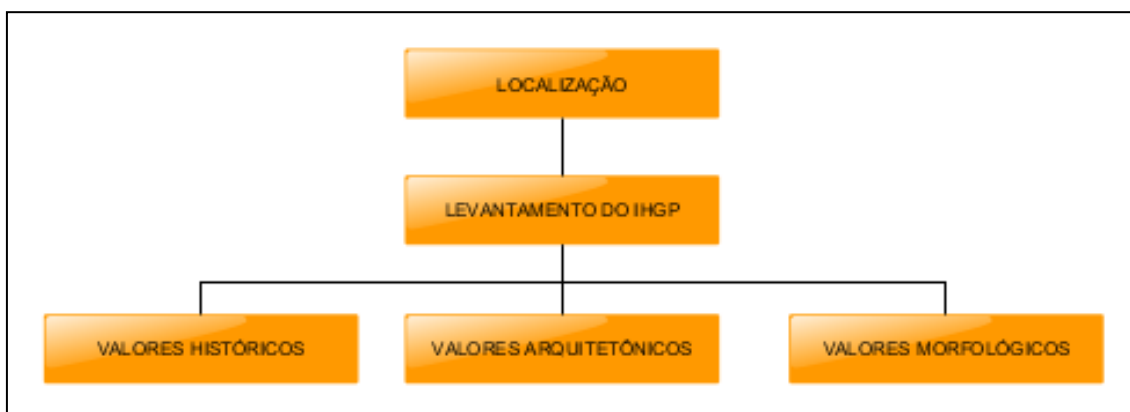 LOCALIZAÇÃO
LEVANTAMENTO DO IHGP
VALORES HISTÓRICOS
VALORES ARQUITETÔNICOS
VALORES MORFOLÓGICOS